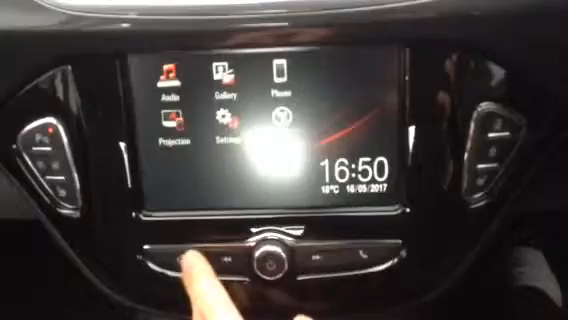 Audio
Gallery
Phone
Projection
Settings
16:50
18°C 16/05/2017